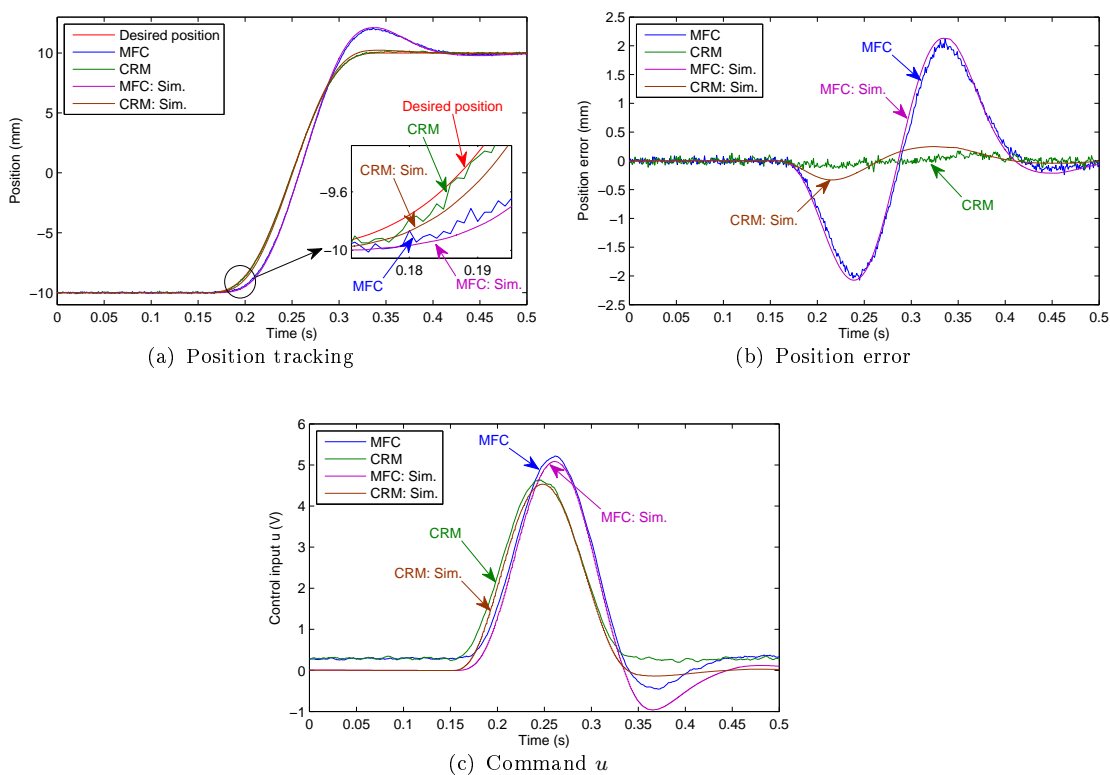 Desired position
MFC
CRM
MFC: Sim.
CRM: Sim.
Position (mm)
10
5
0
−5
−10
Desired position
CRM
CRM: Sim.
−9.6
−10
0.18
0.19
MFC
MFC: Sim.
0
0.05
0.1
0.15
0.2
0.25
0.3
0.35
0.4
0.45
0.5
Time (s)
(a) Position tracking
MFC
CRM
MFC: Sim.
CRM: Sim.
Position error (mm)
2.5
2
1.5
1
0.5
0
−0.5
−1
−1.5
−2
−2.5
MFC
MFC: Sim.
CRM
CRM: Sim.
0
0.05
0.1
0.15
0.2
0.25
0.3
0.35
0.4
0.45
0.5
Time (s)
(b) Position error
MFC
CRM
MFC: Sim.
CRM: Sim.
Control input u (V)
6
5
4
3
2
1
0
−1
MFC
MFC: Sim.
CRM
CRM: Sim.
0
0.05
0.1
0.15
0.2
0.25
0.3
0.35
0.4
0.45
0.5
Time (s)
(c) Command u